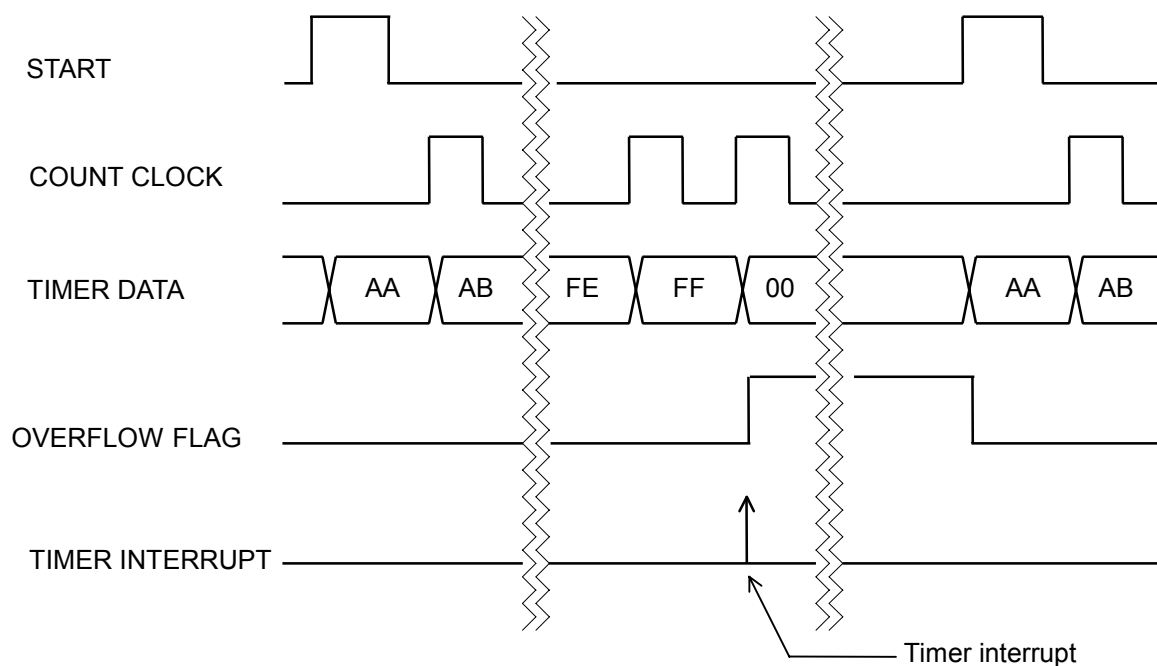 START
COUNT CLOCK
TIMER DATA AA AB FE FF 00 AA AB
OVERFLOW FLAG
TIMER INTERRUPT
Timer interrupt